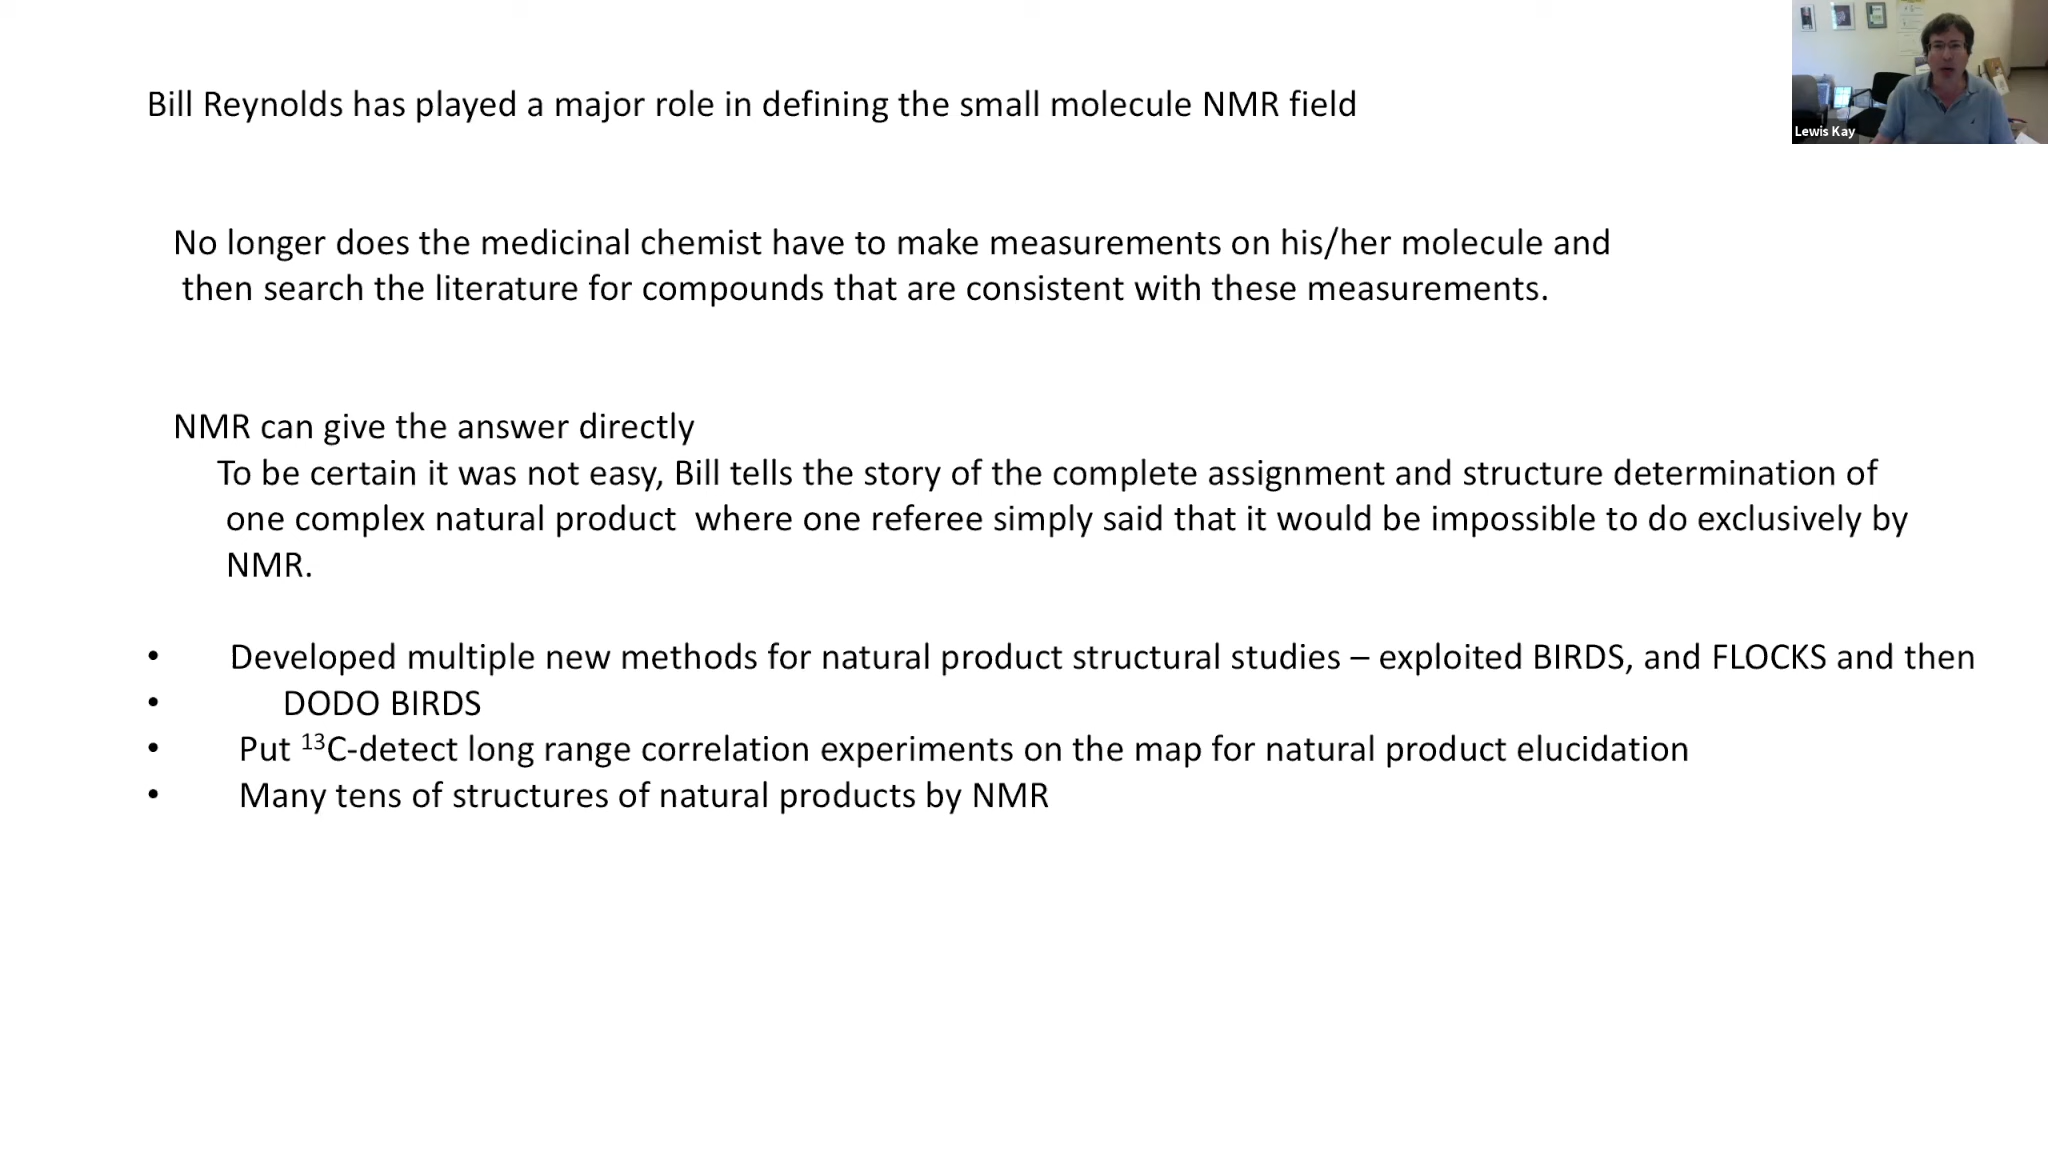 Bill Reynolds has played a major role in defining the small molecule NMR field
Lewis Kay
No longer does the medicinal chemist have to make measurements on his/her molecule and
then search the literature for compounds that are consistent with these measurements.
NMR can give the answer directly
To be certain it was not easy, Bill tells the story of the complete assignment and structure determination of
one complex natural product  where one referee simply said that it would be impossible to do exclusively by
NMR.
• Developed multiple new methods for natural product structural studies – exploited BIRDS, and FLOCKS and then
• DODO BIRDS
• Put ¹³C-detect long range correlation experiments on the map for natural product elucidation
• Many tens of structures of natural products by NMR